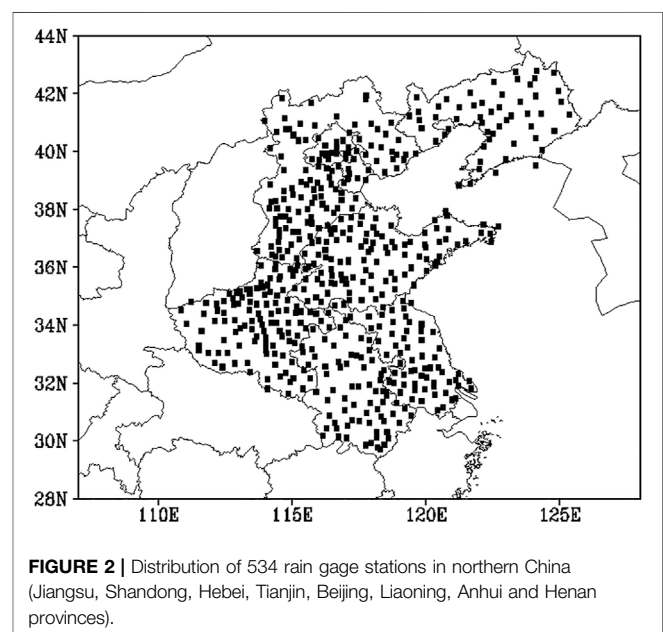 44N
42N
40N
38N
36N
34N
32N
30N
28N
110E 115E 120E 125E
FIGURE 2 | Distribution of 534 rain gage stations in northern China
(Jiangsu, Shandong, Hebei, Tianjin, Beijing, Liaoning, Anhui and Henan
provinces).